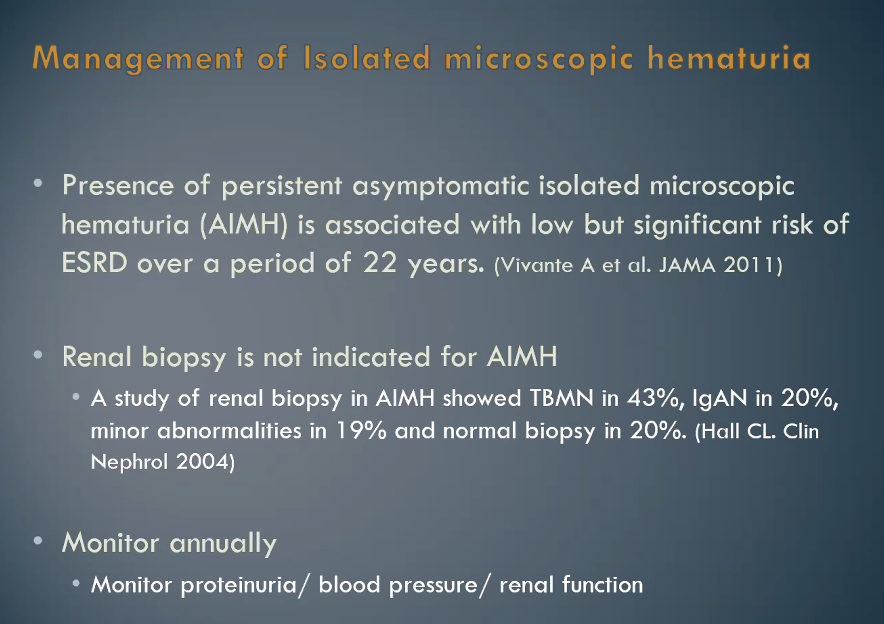 Management of Isolated microscopic hematuria
• Presence of persistent asymptomatic isolated microscopic
hematuria (AIMH) is associated with low but significant risk of
ESRD over a period of 22 years. (Vivante A et al. JAMA 2011)
• Renal biopsy is not indicated for AIMH
• A study of renal biopsy in AIMH showed TBMN in 43%, IgAN in 20%,
minor abnormalities in 19% and normal biopsy in 20%. (Hall CL. Clin
Nephrol 2004)
• Monitor annually
• Monitor proteinuria/ blood pressure/ renal function